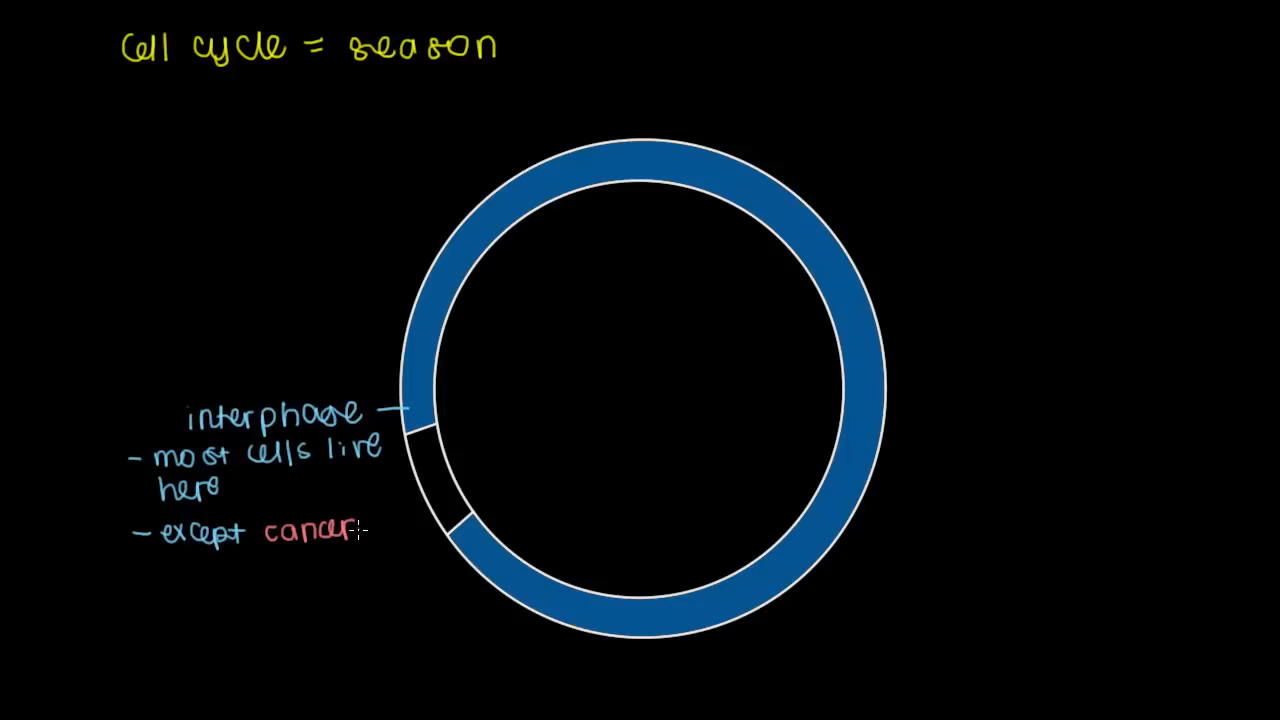 cell cycle = season
interphase
- most cells live
here
- except cancer